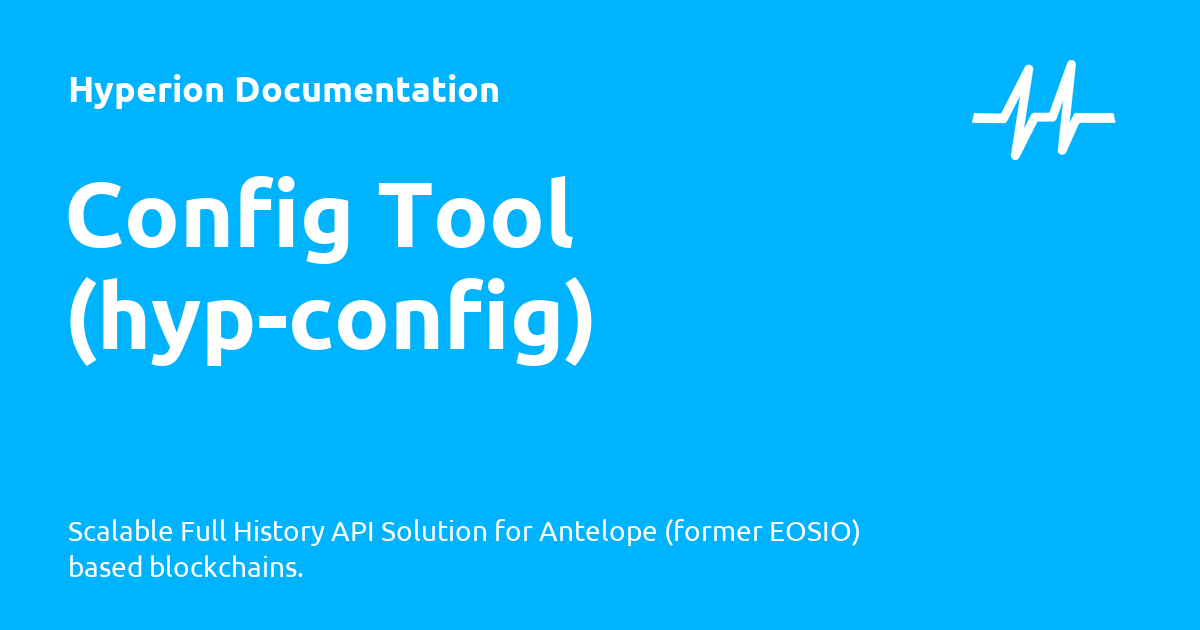 Hyperion Documentation
Config Tool
(hyp-config)
Scalable Full History API Solution for Antelope (former EOSIO)
based blockchains.